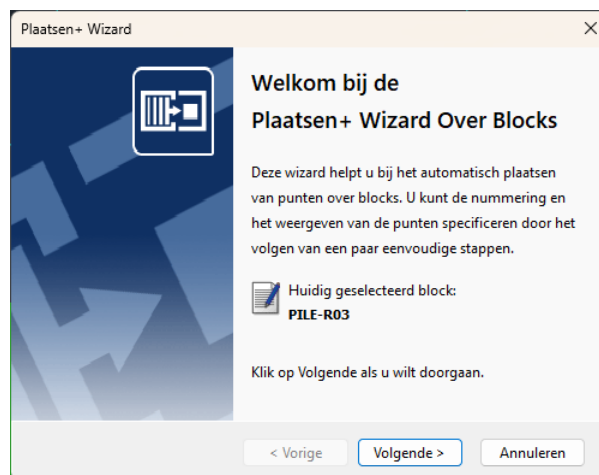 Plaatsen+ Wizard
Welkom bij de
Plaatsen+ Wizard Over Blocks
Deze wizard helpt u bij het automatisch plaatsen
van punten over blocks. U kunt de nummering en
het weergeven van de punten specificeren door het
volgen van een paar eenvoudige stappen.
Huidig geselecteerd block:
PILE-R03
Klik op Volgende als u wilt doorgaan.
< Vorige
Volgende >
Annuleren